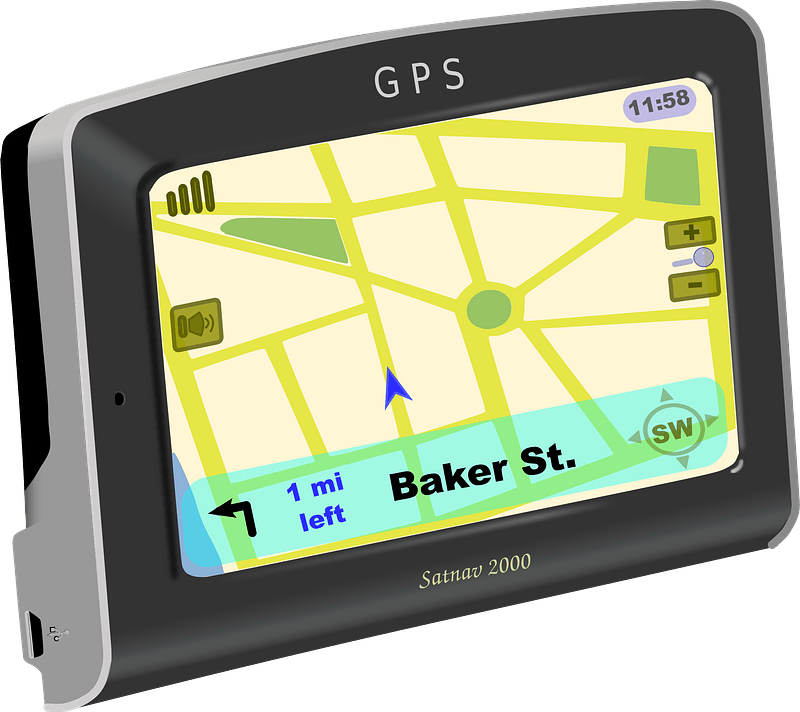 GPS
11:58
+
-
SW
1 mi
left
Baker St.
Satnav 2000